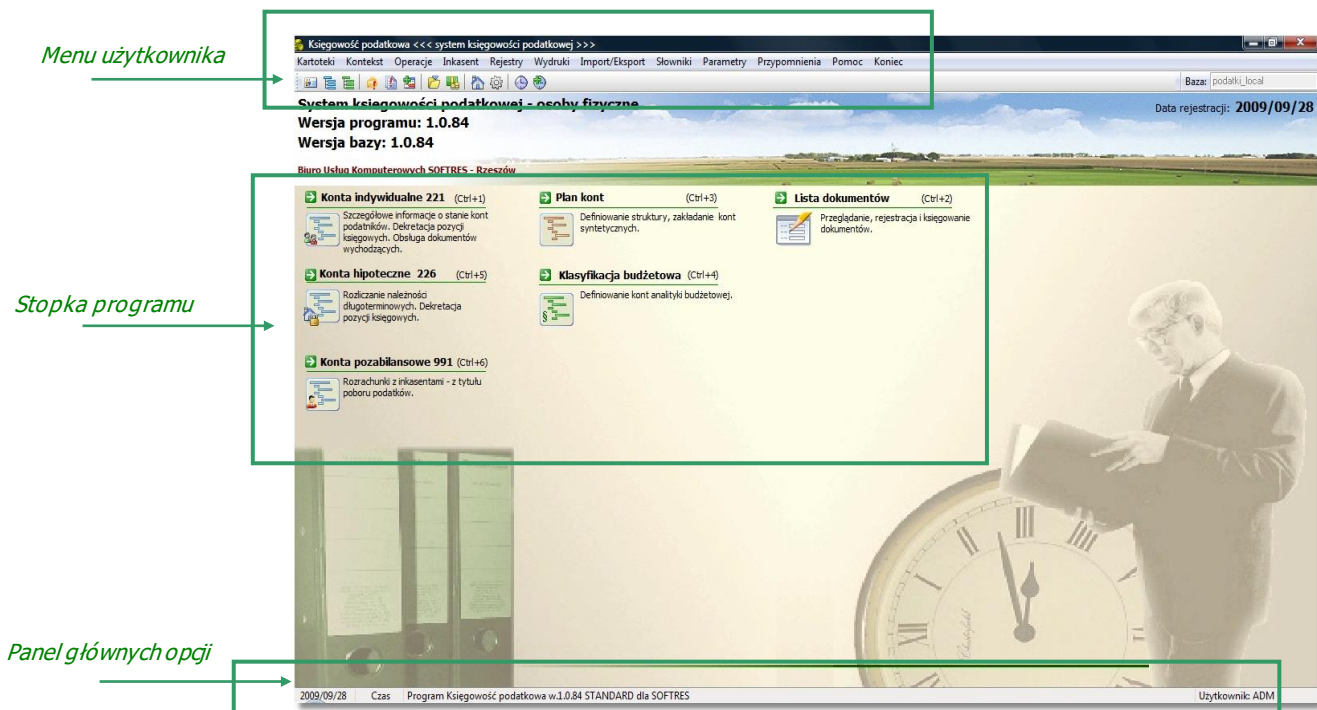 Menu użytkownika
Księgowość podatkowa <<< system księgowości podatkowej >>>
Kartoteki Kontekst Operacje Inkasent Rejestry Wydruki Import/Eksport Słowniki Parametry Przypomnienia Pomoc Koniec
Baza: podatki_local
System księgowości podatkowej - osoby fizyczne
Data rejestracji: 2009/09/28
Wersja programu: 1.0.84
Wersja bazy: 1.0.84
Biuro Usług Komputerowych SOFTRES - Rzeszów
Konta indywidualne 221 (Ctrl+1)
Szczegółowe informacje o stanie kont
podatników. Dekretacja pozycji
księgowych. Obsługa dokumentów
wychodzących.
Plan kont (Ctrl+3)
Definiowanie struktury, zakładanie kont
syntetycznych.
Lista dokumentów (Ctrl+2)
Przeglądanie, rejestracja i księgowanie
dokumentów.
Stopka programu
Konta hipoteczne 226 (Ctrl+5)
Rozliczanie należności
długoterminowych. Dekretacja
pozycji księgowych.
Klasyfikacja budżetowa (Ctrl+4)
Definiowanie kont analityki budżetowej.
§
Konta pozabilansowe 991 (Ctrl+6)
Rozrachunki z inkasentami - z tytułu
poboru podatków.
Panel głównych opcji
2009/09/28 Czas Program Księgowość podatkowa w.1.0.84 STANDARD dla SOFTRES Użytkownik: ADM